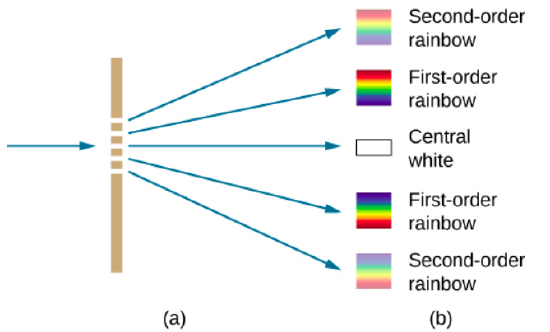 Second-order
rainbow
First-order
rainbow
Central
white
First-order
rainbow
Second-order
rainbow
(a)
(b)